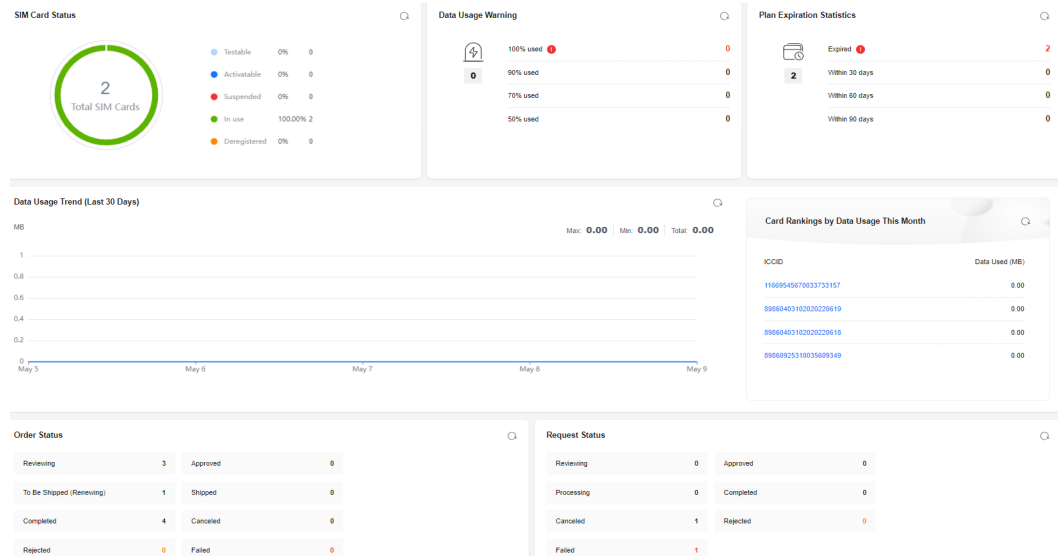 SIM Card Status
2
Total SIM Cards
Testable 0% 0
Activatable 0% 0
Suspended 0% 0
In use 100.00% 2
Deregistered 0% 0
Data Usage Warning
0
100% used ! 0
90% used 0
70% used 0
50% used 0
Plan Expiration Statistics
2
Expired ! 2
Within 30 days 0
Within 60 days 0
Within 90 days 0
Data Usage Trend (Last 30 Days)
MB
Max: 0.00 Min: 0.00 Total: 0.00
1
0.8
0.6
0.4
0.2
0
May 5 May 6 May 7 May 8 May 9
Card Rankings by Data Usage This Month
ICCID Data Used (MB)
11669545670033733157 0.00
89860403102020220619 0.00
89860403102020220618 0.00
89860925310035609349 0.00
Order Status
Reviewing 3 Approved 0
To Be Shipped (Renewing) 1 Shipped 0
Completed 4 Canceled 0
Rejected 0 Failed 0
Request Status
Reviewing 0 Approved 0
Processing 0 Completed 0
Canceled 1 Rejected 0
Failed 1